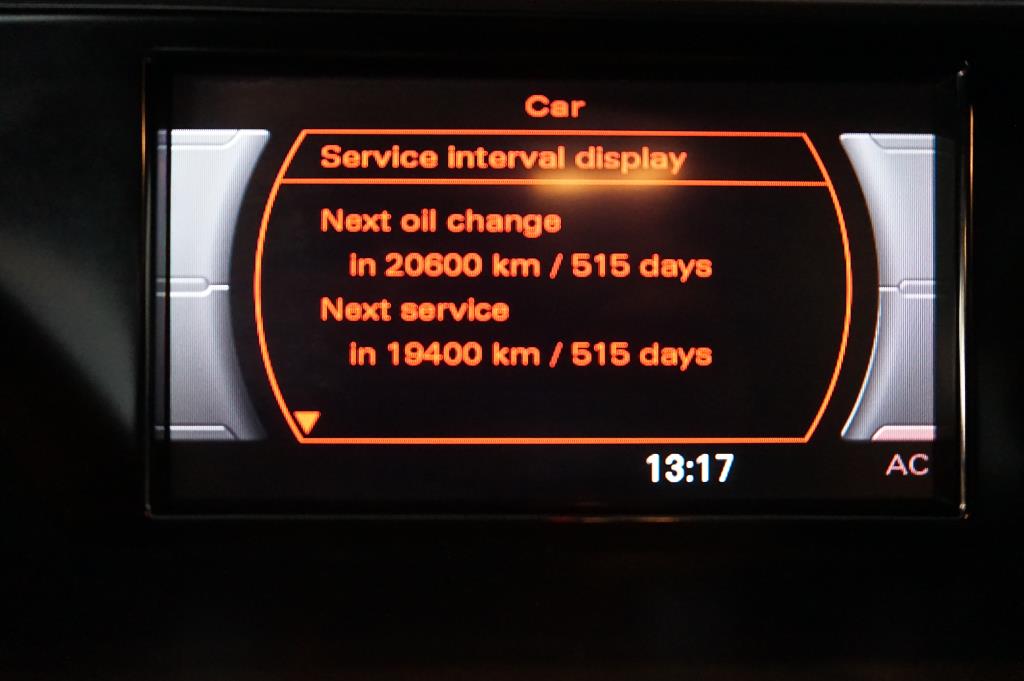 Car
Service interval display
Next oil change
in 20600 km / 515 days
Next service
in 19400 km / 515 days
13:17
AC